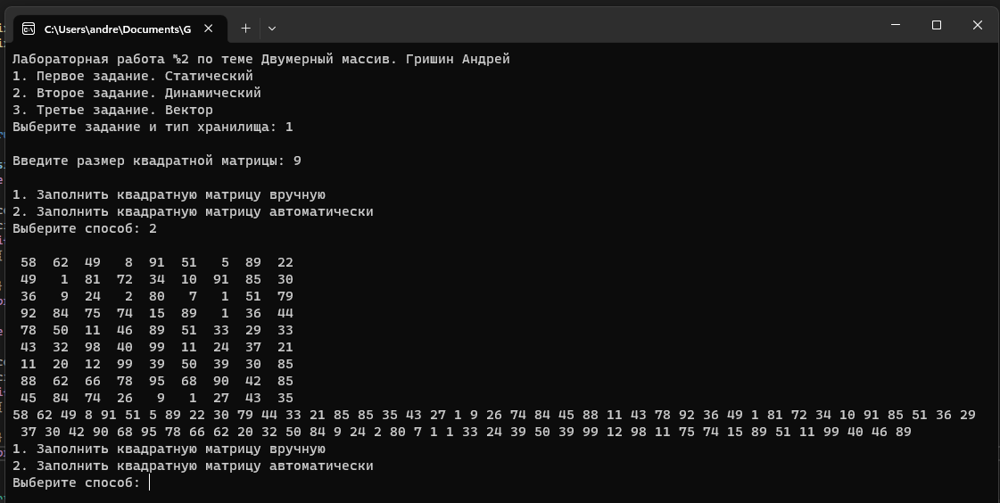 C:\Users\andre\Documents\G
Лабораторная работа %2 по теме Двумерный массив. Гришин Андрей
1. Первое задание. Статический
2. Второе задание. Динамический
3. Третье задание. Вектор
Выберите задание и тип хранилища: 1
Введите размер квадратной матрицы: 9
1. Заполнить квадратную матрицу вручную
2. Заполнить квадратную матрицу автоматически
Выберите способ: 2
58 62 49 8 91 51 5 89 22
49 1 81 72 34 10 91 85 30
36 9 24 2 80 7 1 51 79
92 84 75 74 15 89 1 36 44
78 50 11 46 89 51 33 29 33
43 32 98 40 99 11 24 37 21
11 20 12 99 39 50 39 30 85
88 62 66 78 95 68 90 42 85
45 84 74 26 9 1 27 43 35
58 62 49 8 91 51 5 89 22 30 79 44 33 21 85 85 35 43 27 1 9 26 74 84 45 88 11 43 78 92 36 49 1 81 72 34 10 91 85 51 36 29
37 30 42 90 68 95 78 66 62 20 32 50 84 9 24 2 80 7 1 1 33 24 39 50 39 99 12 98 11 75 74 15 89 51 11 99 40 46 89
1. Заполнить квадратную матрицу вручную
2. Заполнить квадратную матрицу автоматически
Выберите способ: